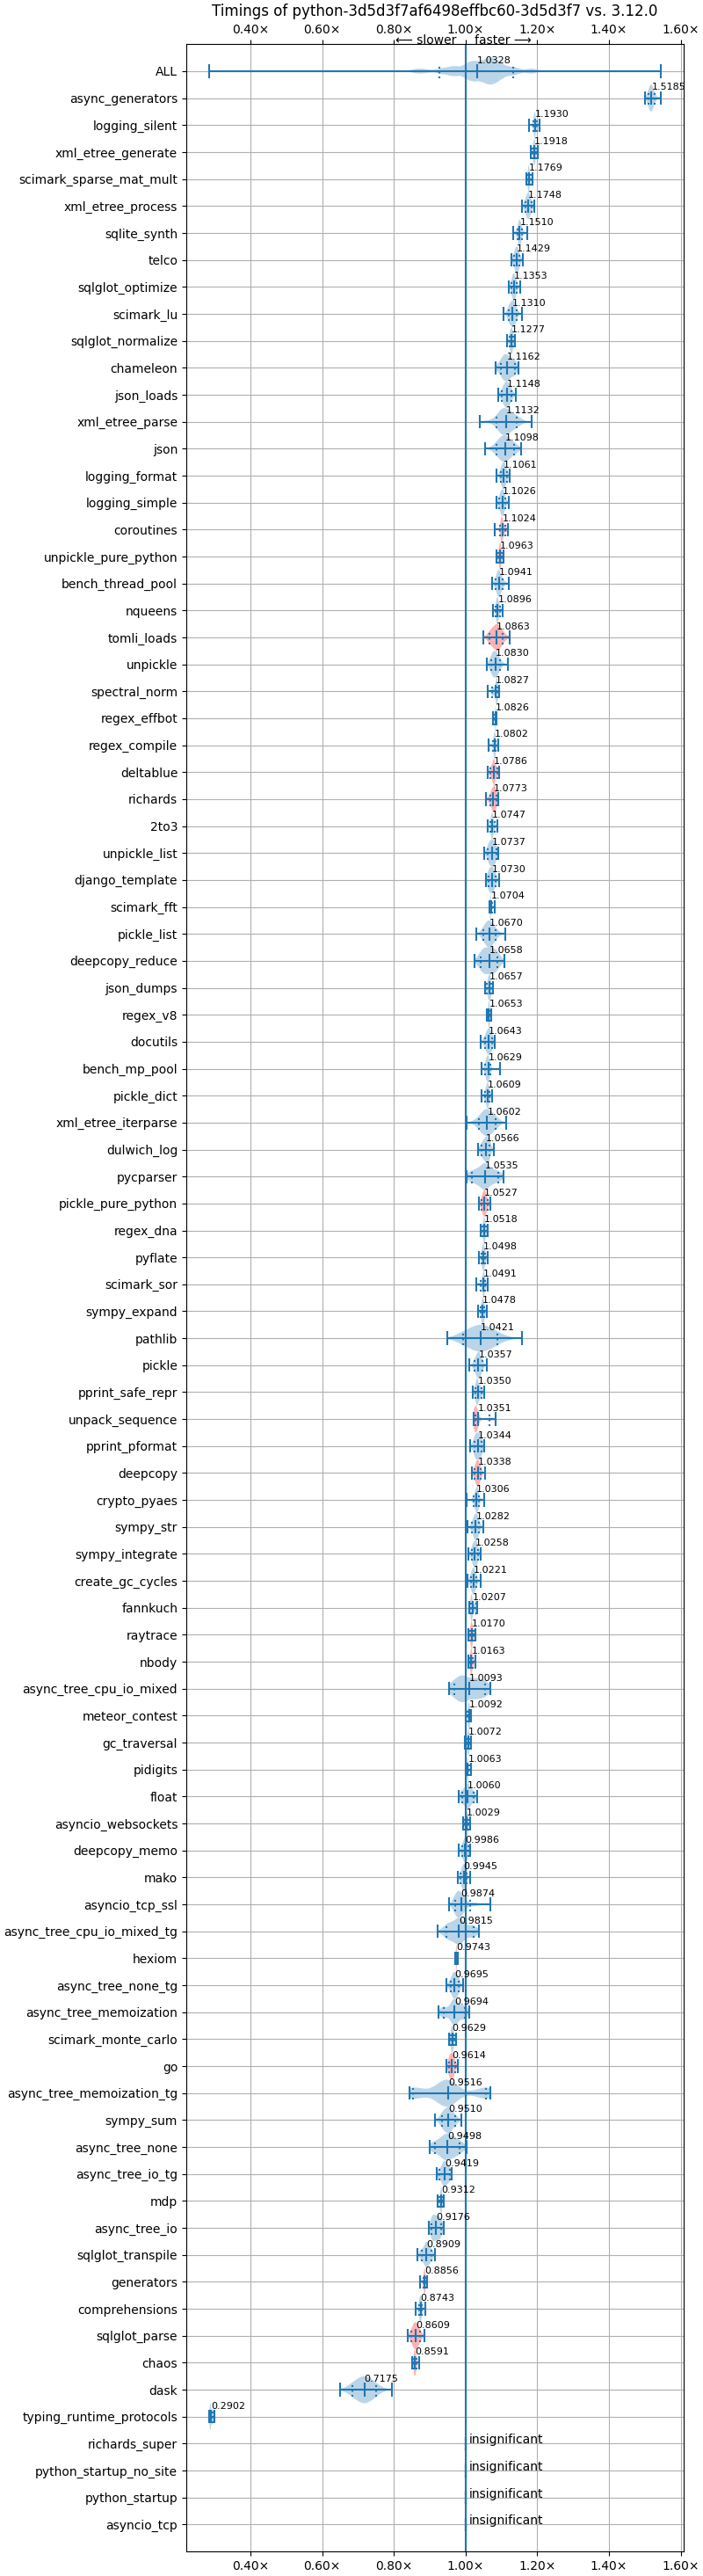 Timings of python-3d5d3f7af6498effbc60-3d5d3f7 vs. 3.12.0
0.40× 0.60× 0.80× 1.00× 1.20× 1.40× 1.60×
⟵ slower faster ⟶
ALL 1.0328
async_generators 1.5185
logging_silent 1.1930
xml_etree_generate 1.1918
scimark_sparse_mat_mult 1.1769
xml_etree_process 1.1748
sqlite_synth 1.1510
telco 1.1429
sqlglot_optimize 1.1353
scimark_lu 1.1310
sqlglot_normalize 1.1277
chameleon 1.1162
json_loads 1.1148
xml_etree_parse 1.1132
json 1.1098
logging_format 1.1061
logging_simple 1.1026
coroutines 1.1024
unpickle_pure_python 1.0963
bench_thread_pool 1.0941
nqueens 1.0896
tomli_loads 1.0863
unpickle 1.0830
spectral_norm 1.0827
regex_effbot 1.0826
regex_compile 1.0802
deltablue 1.0786
richards 1.0773
2to3 1.0747
unpickle_list 1.0737
django_template 1.0730
scimark_fft 1.0704
pickle_list 1.0670
deepcopy_reduce 1.0658
json_dumps 1.0657
regex_v8 1.0653
docutils 1.0643
bench_mp_pool 1.0629
pickle_dict 1.0609
xml_etree_iterparse 1.0602
dulwich_log 1.0566
pycparser 1.0535
pickle_pure_python 1.0527
regex_dna 1.0518
pyflate 1.0498
scimark_sor 1.0491
sympy_expand 1.0478
pathlib 1.0421
pickle 1.0357
pprint_safe_repr 1.0350
unpack_sequence 1.0351
pprint_pformat 1.0344
deepcopy 1.0338
crypto_pyaes 1.0306
sympy_str 1.0282
sympy_integrate 1.0258
create_gc_cycles 1.0221
fannkuch 1.0207
raytrace 1.0170
nbody 1.0163
async_tree_cpu_io_mixed 1.0093
meteor_contest 1.0092
gc_traversal 1.0072
pidigits 1.0063
float 1.0060
asyncio_websockets 1.0029
deepcopy_memo 0.9986
mako 0.9945
asyncio_tcp_ssl 0.9874
async_tree_cpu_io_mixed_tg 0.9815
hexiom 0.9743
async_tree_none_tg 0.9695
async_tree_memoization 0.9694
scimark_monte_carlo 0.9629
go 0.9614
async_tree_memoization_tg 0.9516
sympy_sum 0.9510
async_tree_none 0.9498
async_tree_io_tg 0.9419
mdp 0.9312
async_tree_io 0.9176
sqlglot_transpile 0.8909
generators 0.8856
comprehensions 0.8743
sqlglot_parse 0.8609
chaos 0.8591
dask 0.7175
typing_runtime_protocols 0.2902
richards_super insignificant
python_startup_no_site insignificant
python_startup insignificant
asyncio_tcp insignificant
0.40× 0.60× 0.80× 1.00× 1.20× 1.40× 1.60×